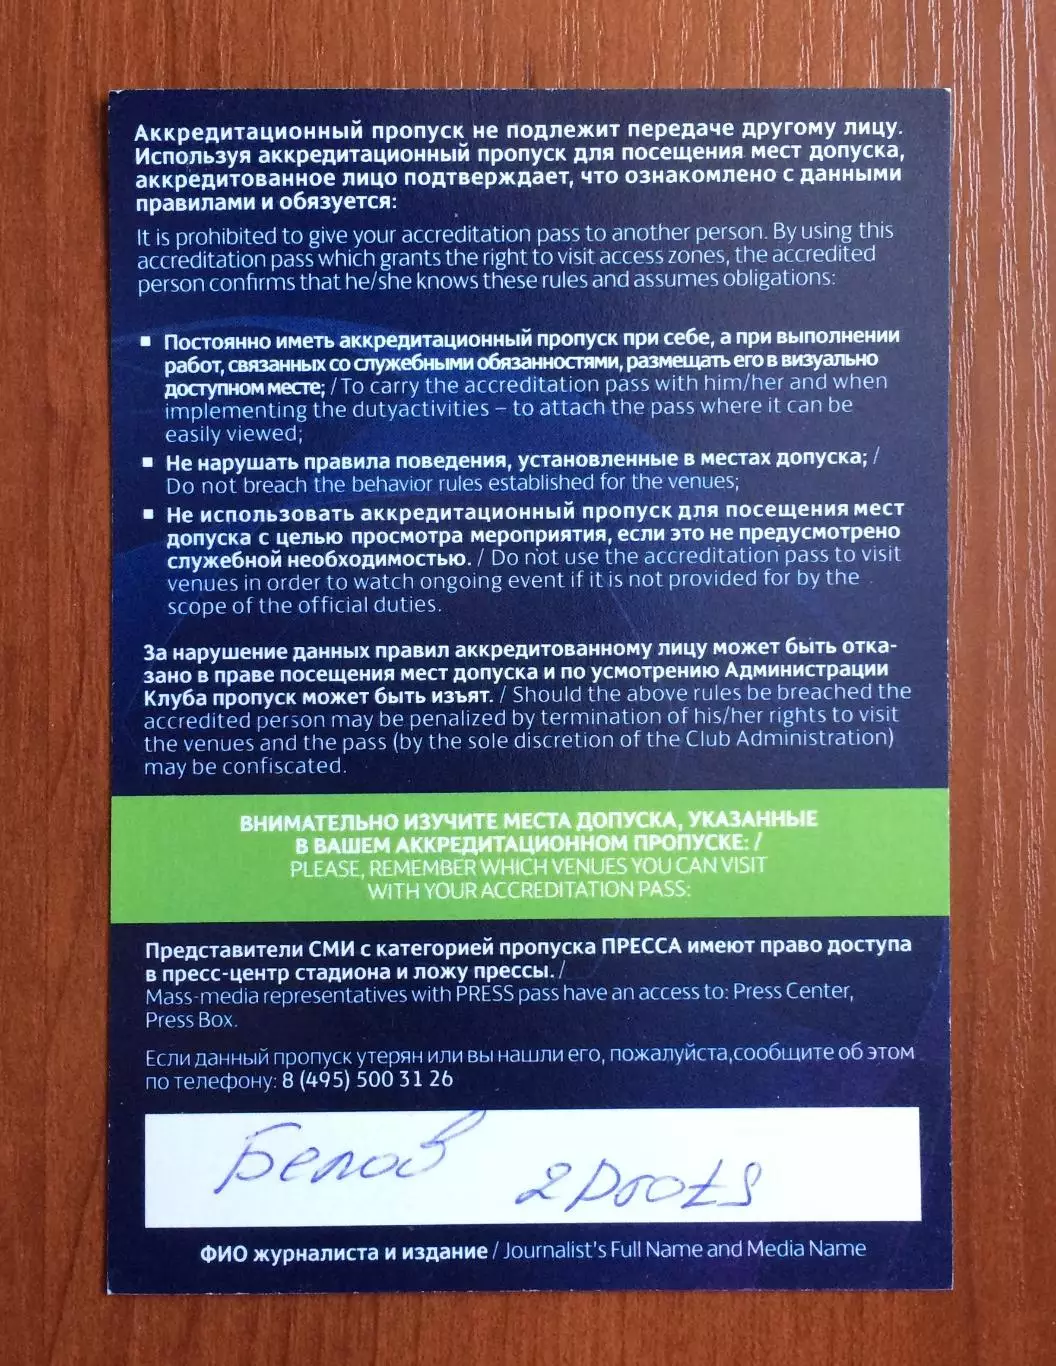 Аккредитационный пропуск не подлежит передаче другому лицу.
Используя аккредитационный пропуск для посещения мест допуска,
аккредитованное лицо подтверждает, что ознакомлено с данными
правилами и обязуется:
It is prohibited to give your accreditation pass to another person. By using this
accreditation pass which grants the right to visit access zones, the accredited
person confirms that he/she knows these rules and assumes obligations:
▪ Постоянно иметь аккредитационный пропуск при себе, а при выполнении
работ, связанных со служебными обязанностями, размещать его в визуально
доступном месте; / To carry the accreditation pass with him/her and when
implementing the dutyactivities – to attach the pass where it can be
easily viewed;
▪ Не нарушать правила поведения, установленные в местах допуска; /
Do not breach the behavior rules established for the venues;
▪ Не использовать аккредитационный пропуск для посещения мест
допуска с целью просмотра мероприятия, если это не предусмотрено
служебной необходимостью. / Do not use the accreditation pass to visit
venues in order to watch ongoing event if it is not provided for by the
scope of the official duties.
За нарушение данных правил аккредитованному лицу может быть отка-
зано в праве посещения мест допуска и по усмотрению Администрации
Клуба пропуск может быть изъят. / Should the above rules be breached the
accredited person may be penalized by termination of his/her rights to visit
the venues and the pass (by the sole discretion of the Club Administration)
may be confiscated.
ВНИМАТЕЛЬНО ИЗУЧИТЕ МЕСТА ДОПУСКА, УКАЗАННЫЕ
В ВАШЕМ АККРЕДИТАЦИОННОМ ПРОПУСКЕ: /
PLEASE, REMEMBER WHICH VENUES YOU CAN VISIT
WITH YOUR ACCREDITATION PASS:
Представители СМИ с категорией пропуска ПРЕССА имеют право доступа
в пресс-центр стадиона и ложу прессы. /
Mass-media representatives with PRESS pass have an access to: Press Center,
Press Box.
Если данный пропуск утерян или вы нашли его, пожалуйста,сообщите об этом
по телефону: 8 (495) 500 31 26
Белов
ФИО журналиста и издание / Journalist's Full Name and Media Name